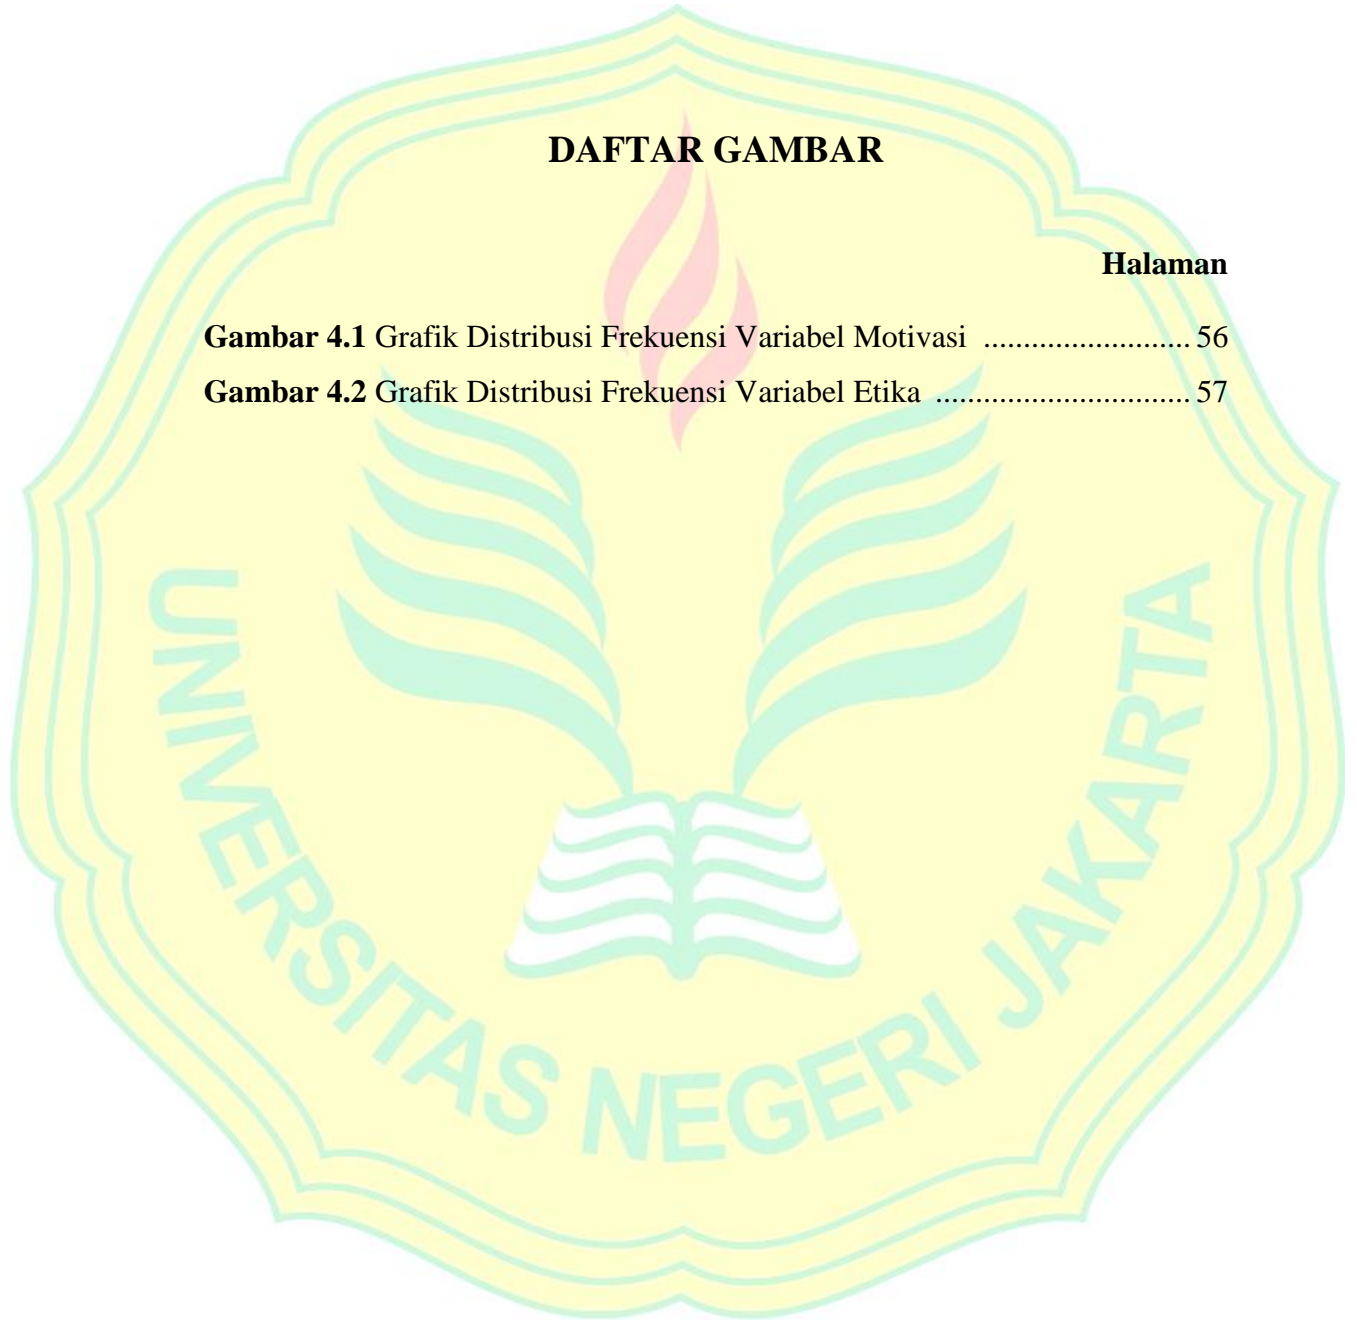 DAFTAR GAMBAR
Halaman
Gambar 4.1 Grafik Distribusi Frekuensi Variabel Motivasi ......................... 56
Gambar 4.2 Grafik Distribusi Frekuensi Variabel Etika ............................... 57
UNIVERSITAS NEGERI JAKARTA